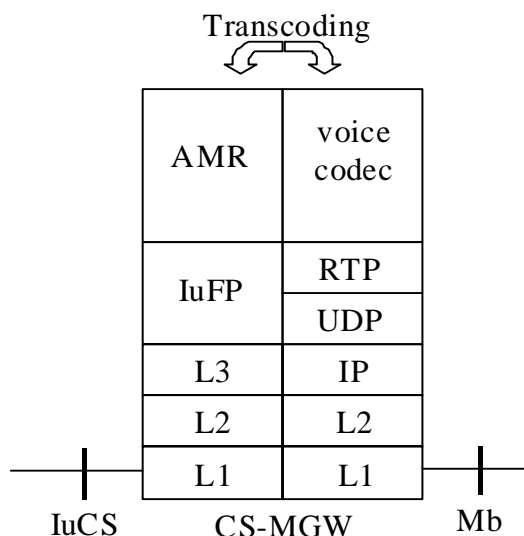 Transcoding
AMR
voice
codec
IuFP
RTP
UDP
L3
IP
L2
L2
L1
L1
IuCS
CS-MGW
Mb